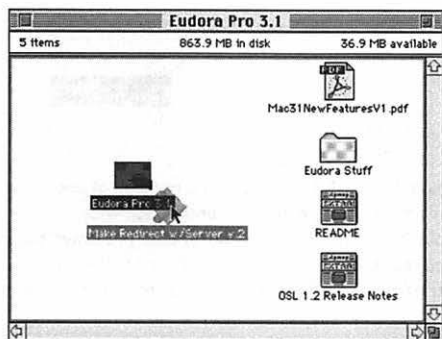 Eudora Pro 3.1
5 items 863.9 MB in disk 36.9 MB available
PDF
Mac31NewFeaturesV1.pdf
Eudora Stuff
Eudora Pro 3.1
Make Redirect w/Server v.2
README
OSL 1.2 Release Notes